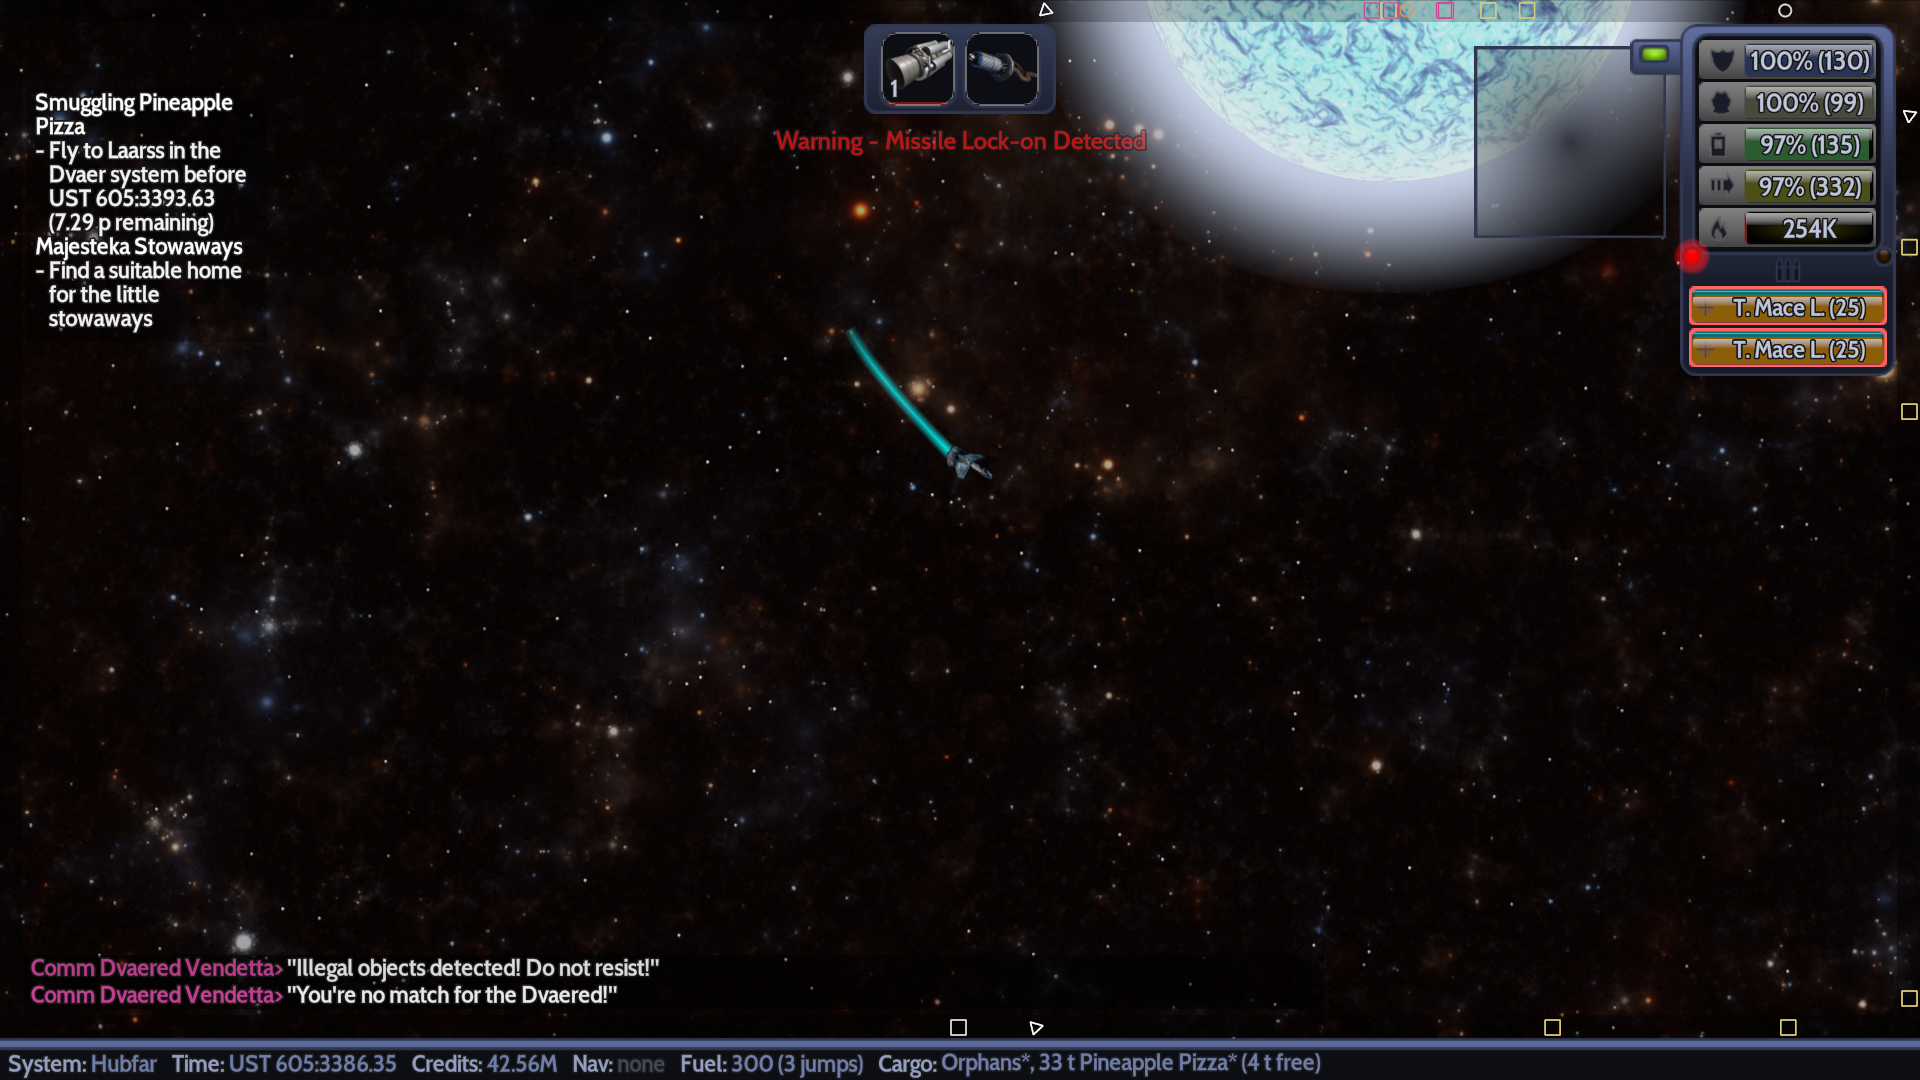 Smuggling Pineapple
Pizza
- Fly to Laarss in the
Dvaer system before
UST 605:3393.63
(7.29 p remaining)
Majesteka Stowaways
- Find a suitable home
for the little
stowaways
1
Warning - Missile Lock-on Detected
100% (130)
100% (99)
97% (135)
97% (332)
254K
T. Mace L. (25)
T. Mace L. (25)
Comm Dvaered Vendetta> "Illegal objects detected! Do not resist!"
Comm Dvaered Vendetta> "You're no match for the Dvaered!"
System: Hubfar Time: UST 605:3386.35 Credits: 42.56M Nav: none Fuel: 300 (3 jumps) Cargo: Orphans*, 33 t Pineapple Pizza* (4 t free)